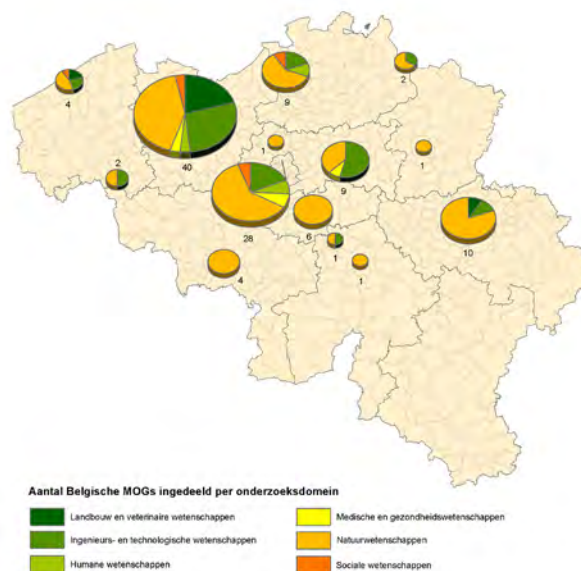 2
9
4
40
1
9
1
2
28
6
10
1
4
1
Aantal Belgische MOGs ingedeeld per onderzoeksdomein
Landbouw en veterinaire wetenschappen
Medische en gezondheidswetenschappen
Ingenieurs- en technologische wetenschappen
Natuurwetenschappen
Humane wetenschappen
Sociale wetenschappen